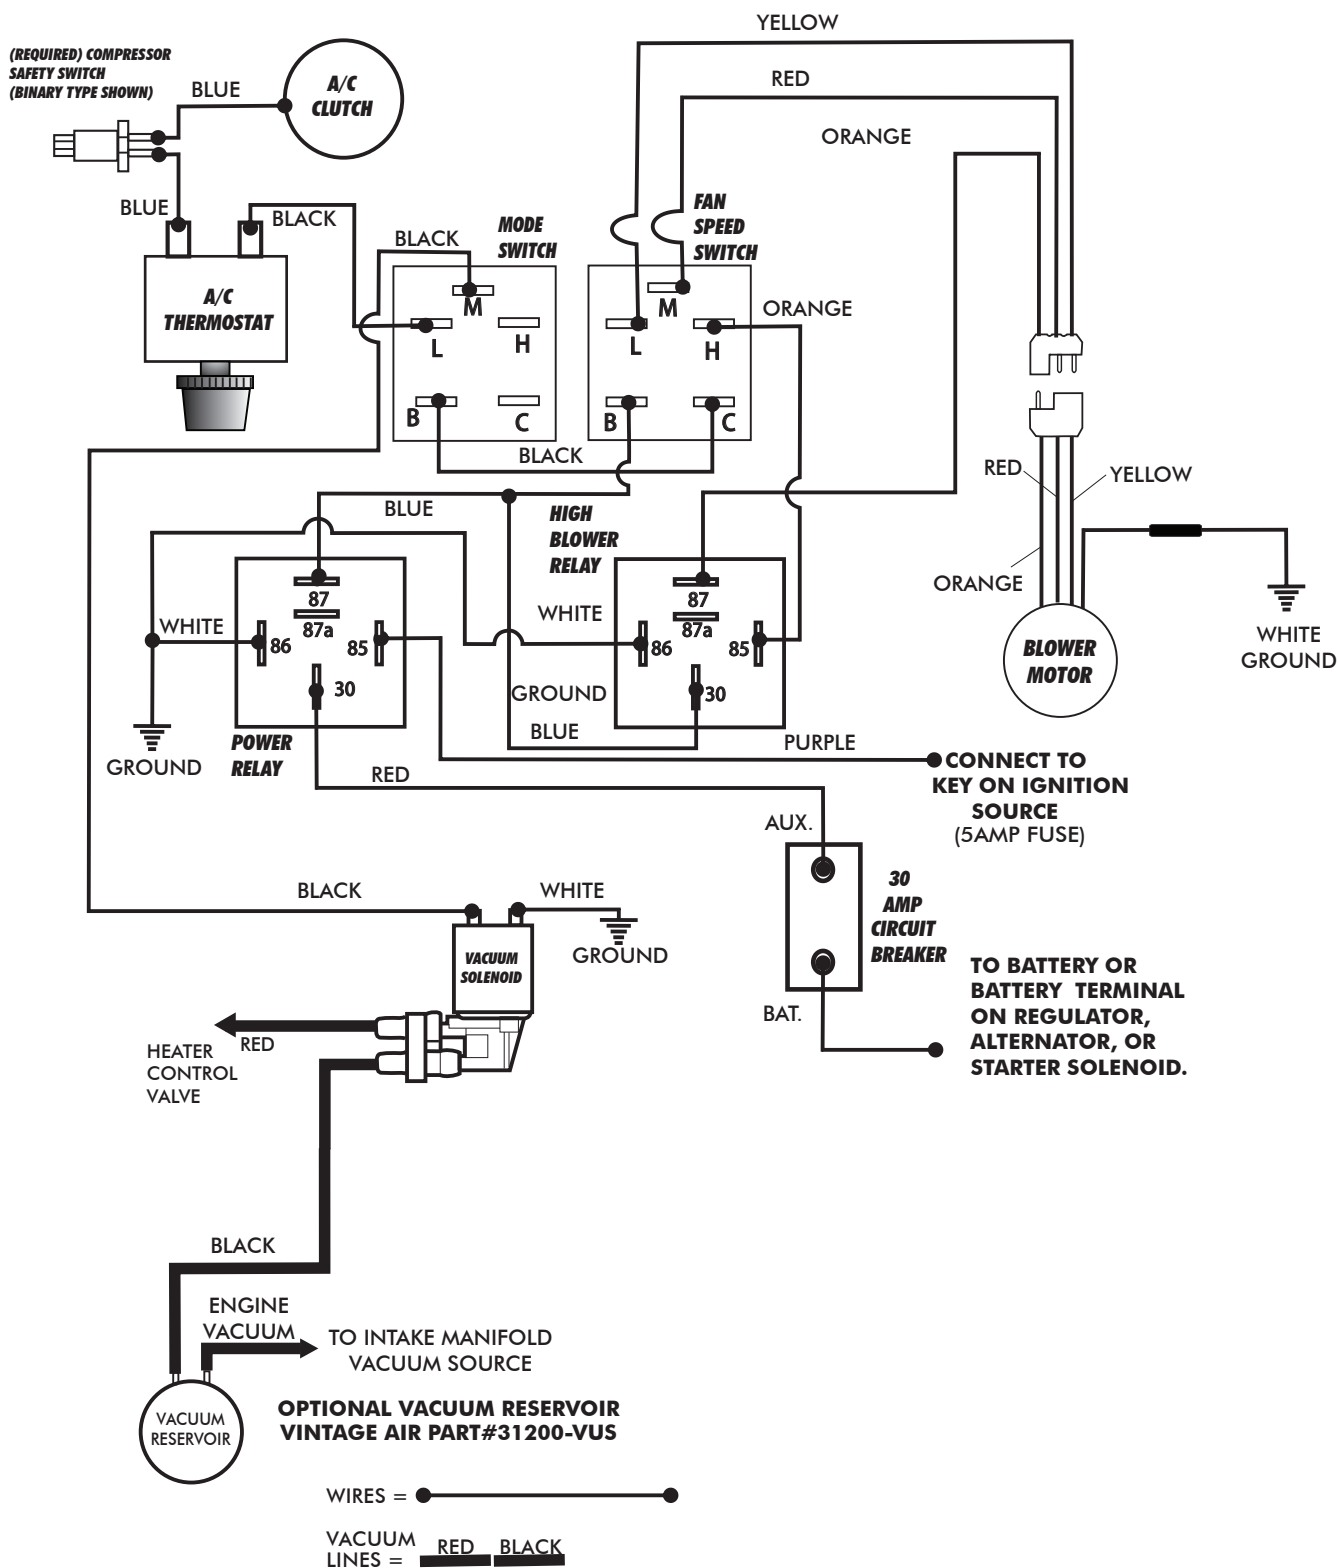 YELLOW
(REQUIRED) COMPRESSOR
SAFETY SWITCH
(BINARY TYPE SHOWN)
BLUE
A/C
CLUTCH
RED
ORANGE
BLUE
BLACK
BLACK
MODE
SWITCH
FAN
SPEED
SWITCH
A/C
THERMOSTAT
M
L
H
B
C
M
L
H
B
C
ORANGE
BLACK
BLUE
HIGH
BLOWER
RELAY
RED
YELLOW
ORANGE
WHITE
87
87a
86
85
30
WHITE
87
87a
86
85
30
GROUND
BLUE
BLOWER
MOTOR
WHITE
GROUND
GROUND
POWER
RELAY
RED
PURPLE
CONNECT TO
KEY ON IGNITION
SOURCE
(5AMP FUSE)
AUX.
30
AMP
CIRCUIT
BREAKER
BAT.
TO BATTERY OR
BATTERY TERMINAL
ON REGULATOR,
ALTERNATOR, OR
STARTER SOLENOID.
BLACK
WHITE
GROUND
VACUUM
SOLENOID
RED
HEATER
CONTROL
VALVE
BLACK
ENGINE
VACUUM
TO INTAKE MANIFOLD
VACUUM SOURCE
VACUUM
RESERVOIR
OPTIONAL VACUUM RESERVOIR
VINTAGE AIR PART#31200-VUS
WIRES =
VACUUM
LINES =
RED
BLACK